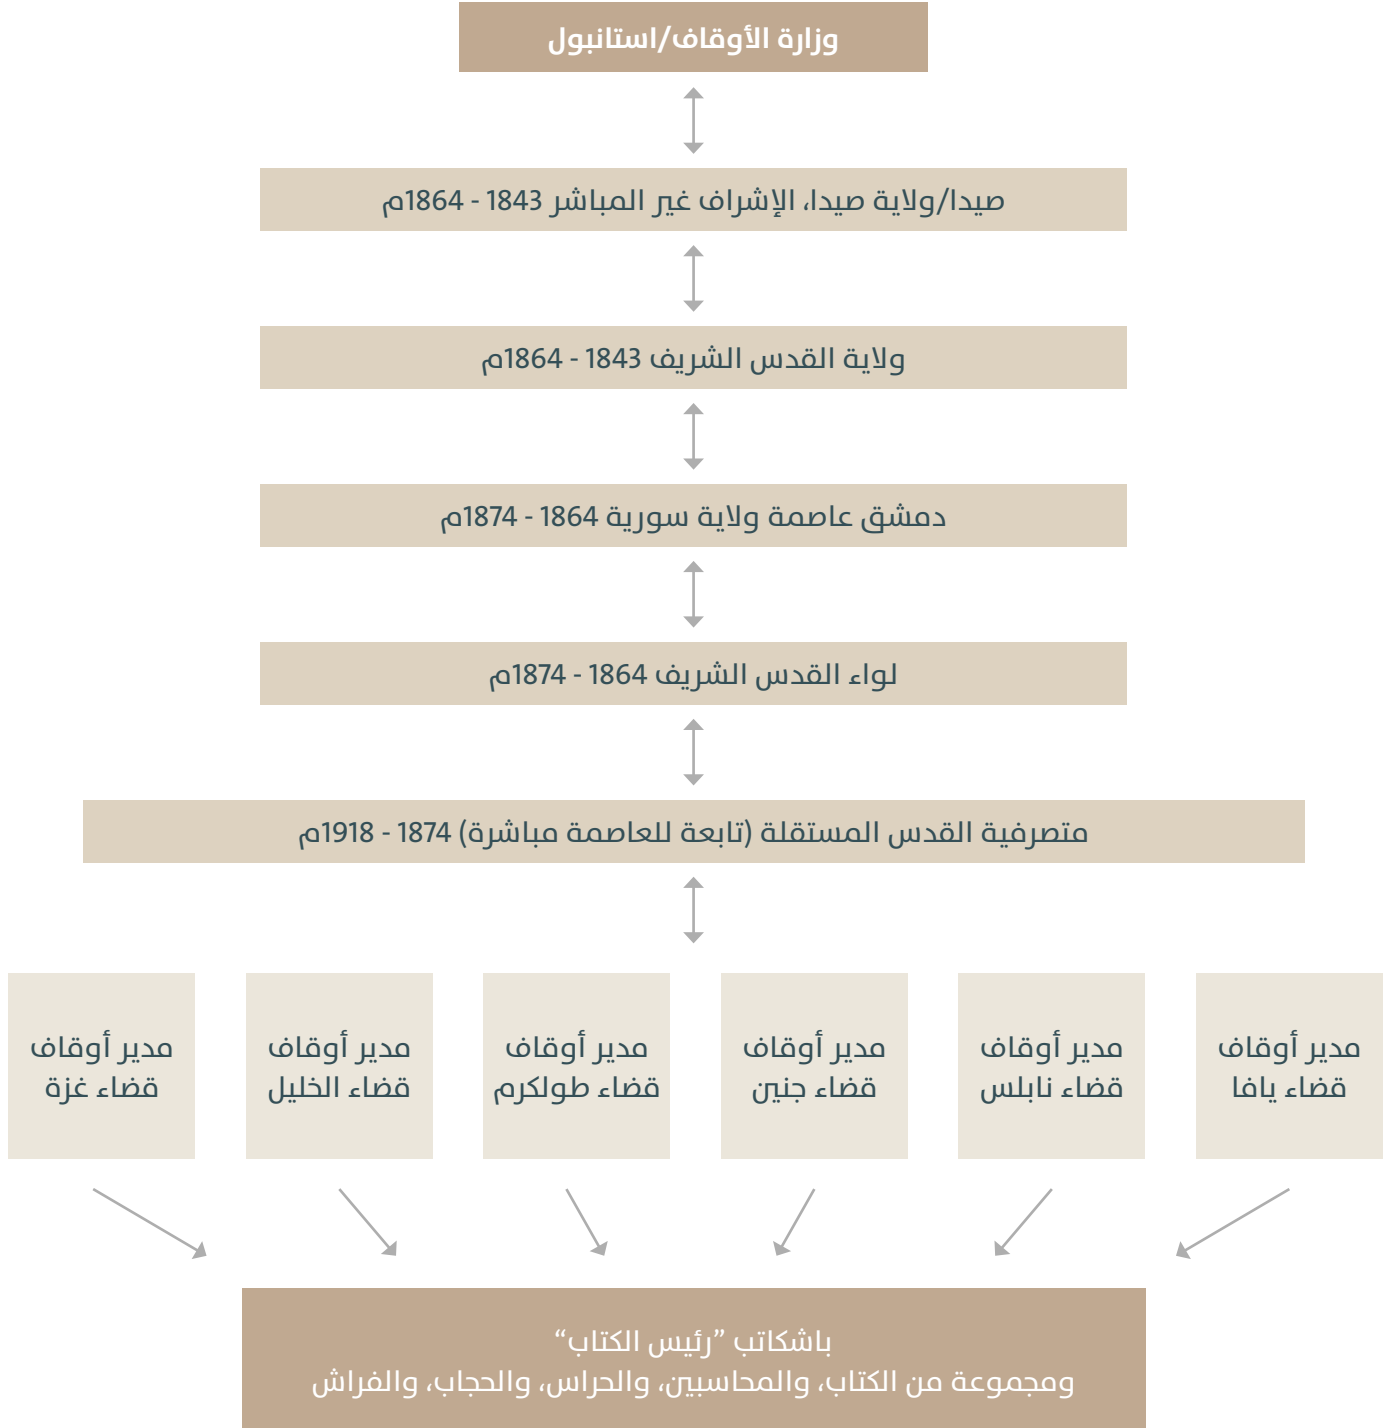 وزارة الأوقاف/استانبول
صيدا/ولاية صيدا، الإشراف غير المباشر 1843 - 1864م
ولاية القدس الشريف 1843 - 1864م
دمشق عاصمة ولاية سورية 1864 - 1874م
لواء القدس الشريف 1864 - 1874م
متصرفية القدس المستقلة (تابعة للعاصمة مباشرة) 1874 - 1918م
مدير أوقاف
قضاء يافا
مدير أوقاف
قضاء نابلس
مدير أوقاف
قضاء جنين
مدير أوقاف
قضاء طولكرم
مدير أوقاف
قضاء الخليل
مدير أوقاف
قضاء غزة
باشكاتب ”رئيس الكتاب“
ومجموعة من الكتاب، والمحاسبين، والحراس، والحجاب، والفراش